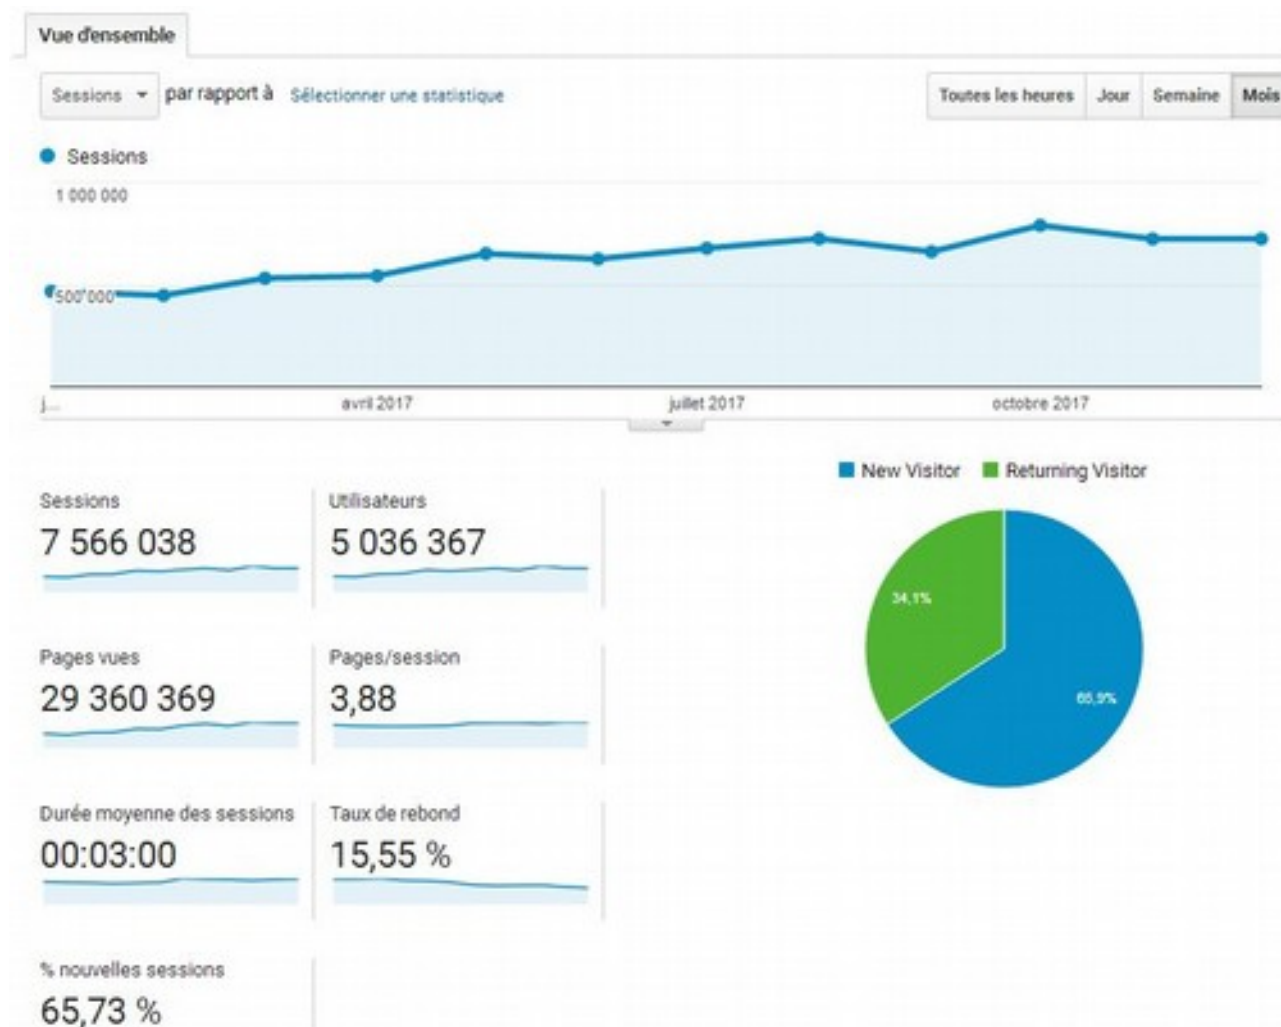 Vue d'ensemble
Sessions par rapport à Sélectionner une statistique
Toutes les heures Jour Semaine Mois
Sessions
1 000 000
500 000
j...
avril 2017
juillet 2017
octobre 2017
New Visitor Returning Visitor
34,1%
65,9%
Sessions
7 566 038
Utilisateurs
5 036 367
Pages vues
29 360 369
Pages/session
3,88
Durée moyenne des sessions
00:03:00
Taux de rebond
15,55 %
% nouvelles sessions
65,73 %